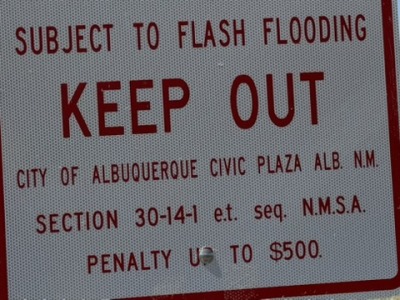 SUBJECT TO FLASH FLOODING
KEEP OUT
CITY OF ALBUQUERQUE CIVIC PLAZA ALB. N.M.
SECTION 30-14-1 e.t. seq. N.M.S.A.
PENALTY UP TO $500.